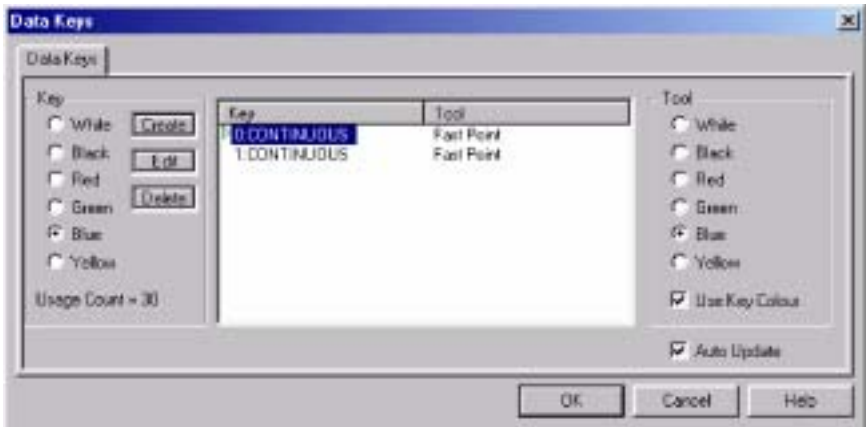 Data Keys
Data Keys
Key
White
Create
Black
Edit
Red
Delete
Green
Blue
Yellow
Usage Count = 30
Key Tool
0:CONTINUOUS Fast Point
1:CONTINUOUS Fast Point
Tool
White
Black
Red
Green
Blue
Yellow
Use Key Colour
Auto Update
OK Cancel Help